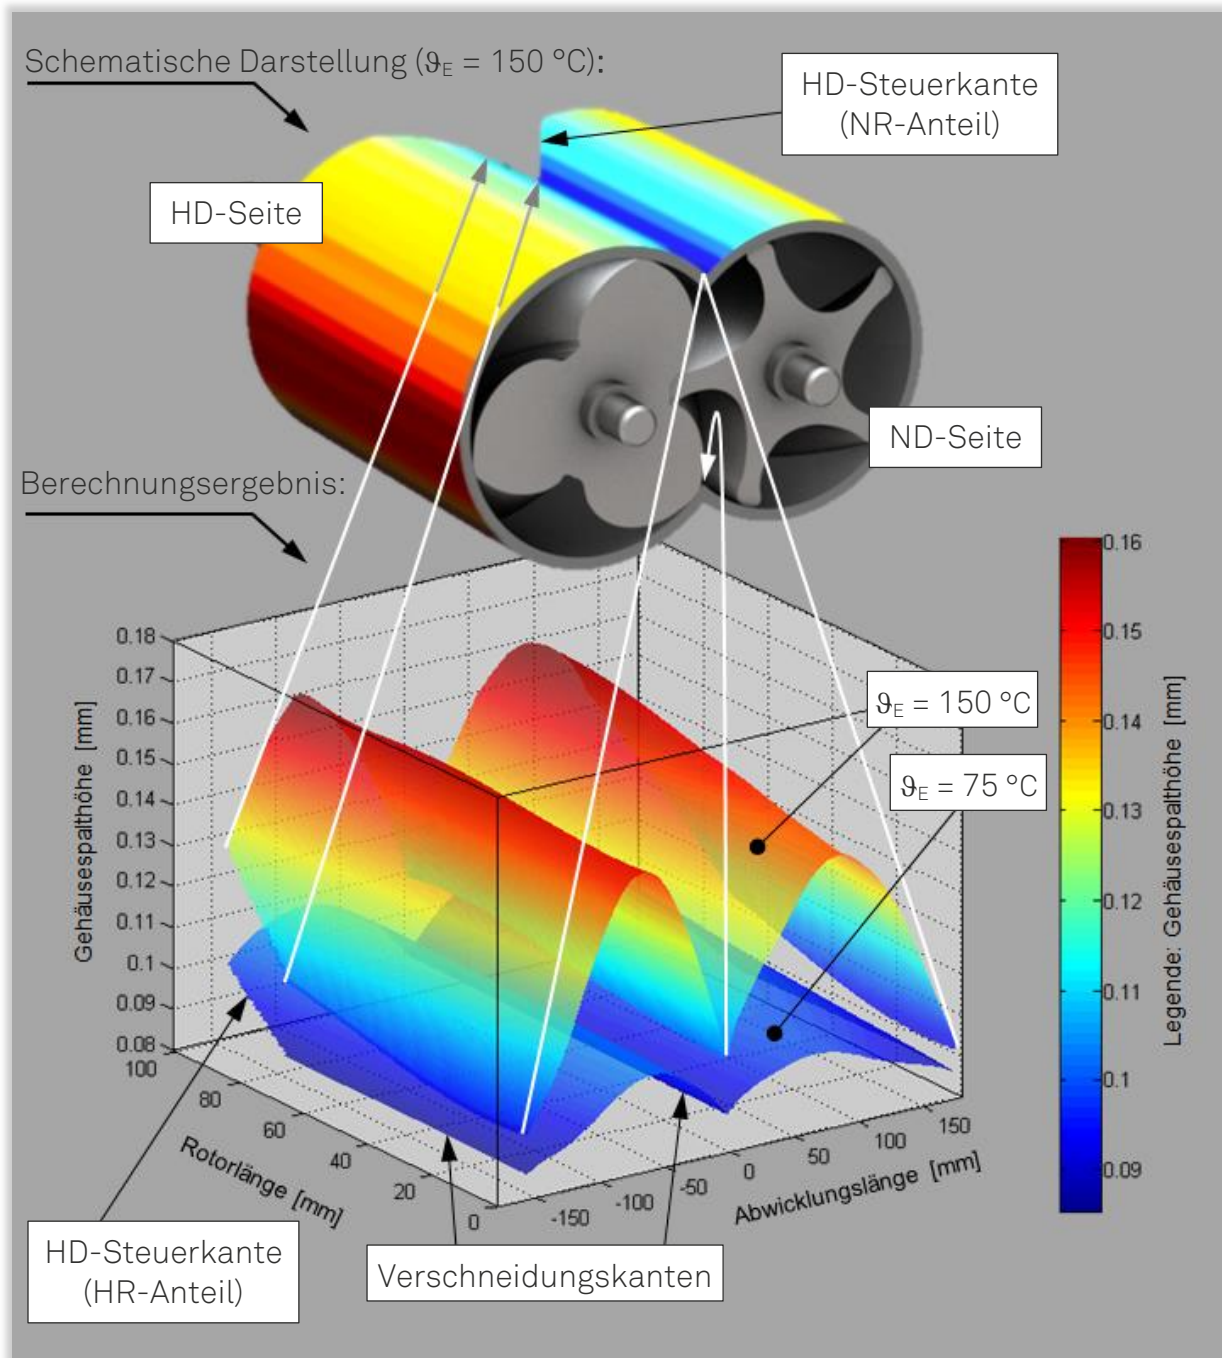 Schematische Darstellung (ϑE = 150 °C):
HD-Steuerkante
(NR-Anteil)
HD-Seite
ND-Seite
Berechnungsergebnis:
0.16
0.15
0.14
0.13
0.12
0.11
0.1
0.09
Legende: Gehäusespalthöhe [mm]
ϑE = 150 °C
ϑE = 75 °C
0.18
0.17
0.16
0.15
0.14
0.13
0.12
0.11
0.1
0.09
0.08
Gehäusespalthöhe [mm]
100
80
60
40
20
0
Rotorlänge [mm]
-150
-100
-50
0
50
100
150
Abwicklungslänge [mm]
HD-Steuerkante
(HR-Anteil)
Verschneidungskanten